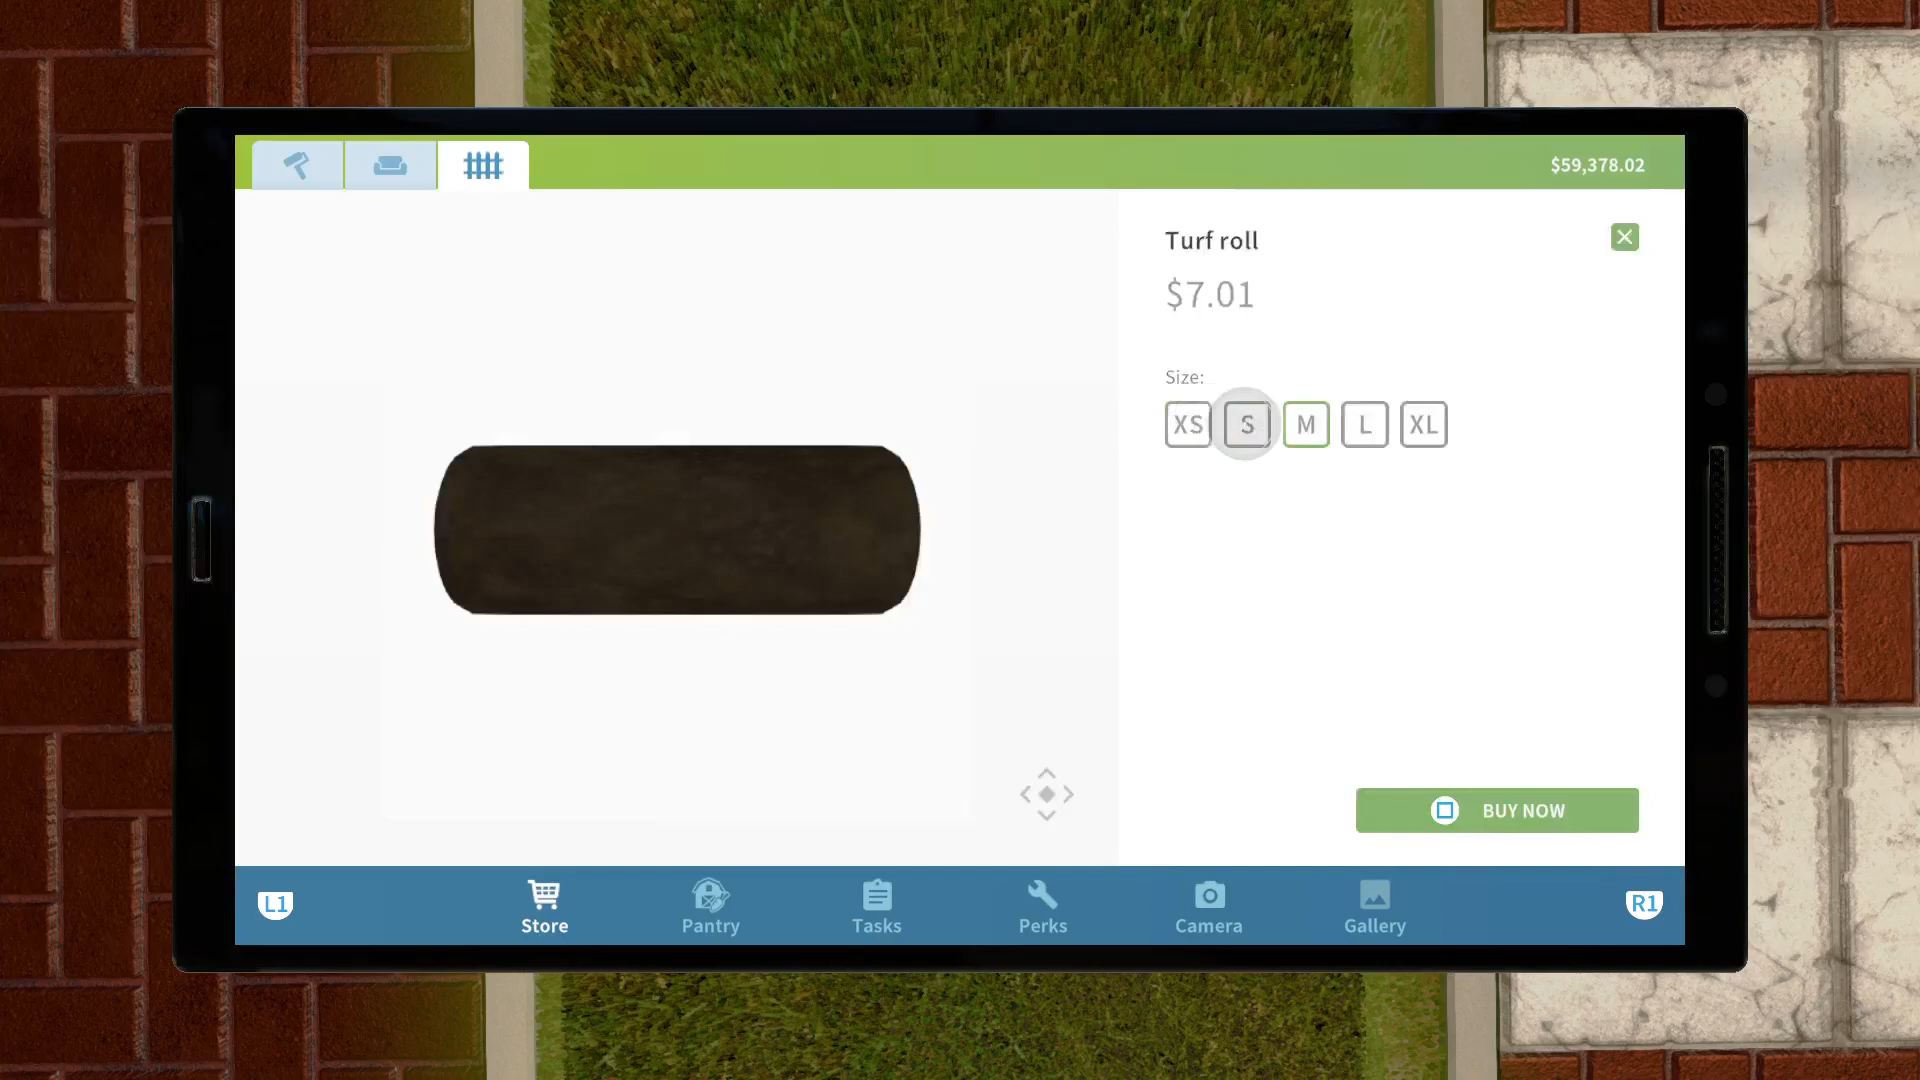 $59,378.02
Turf roll
$7.01
Size:
XS S M L XL
BUY NOW
L1 Store Pantry Tasks Perks Camera Gallery R1